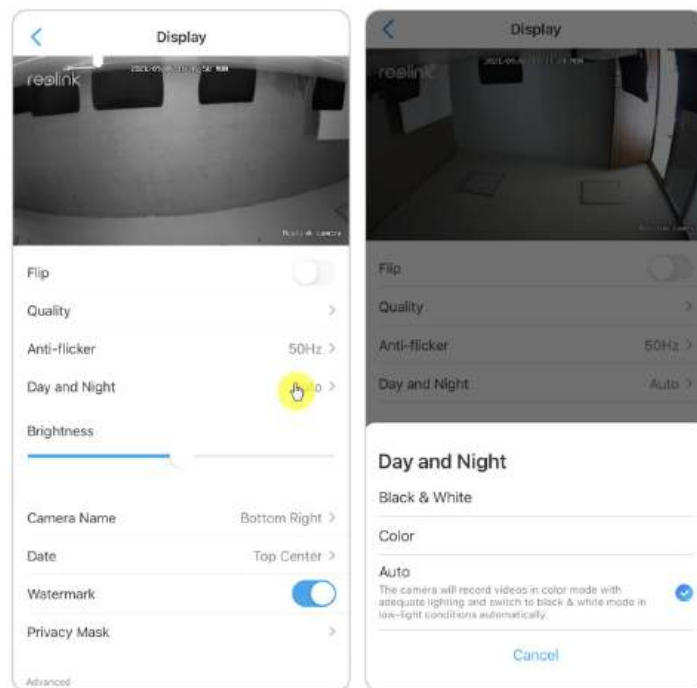 Display
reolink
Reolink camera
Flip
Quality
Anti-flicker
50Hz
Day and Night
Brightness
Camera Name
Bottom Right
Date
Top Center
Watermark
Privacy Mask
Advanced
Display
reolink
Flip
Quality
Anti-flicker
50Hz
Day and Night
Auto
Day and Night
Black & White
Color
Auto
The camera will record videos in color mode with
adequate lighting and switch to black & white mode in
low-light conditions automatically.
Cancel